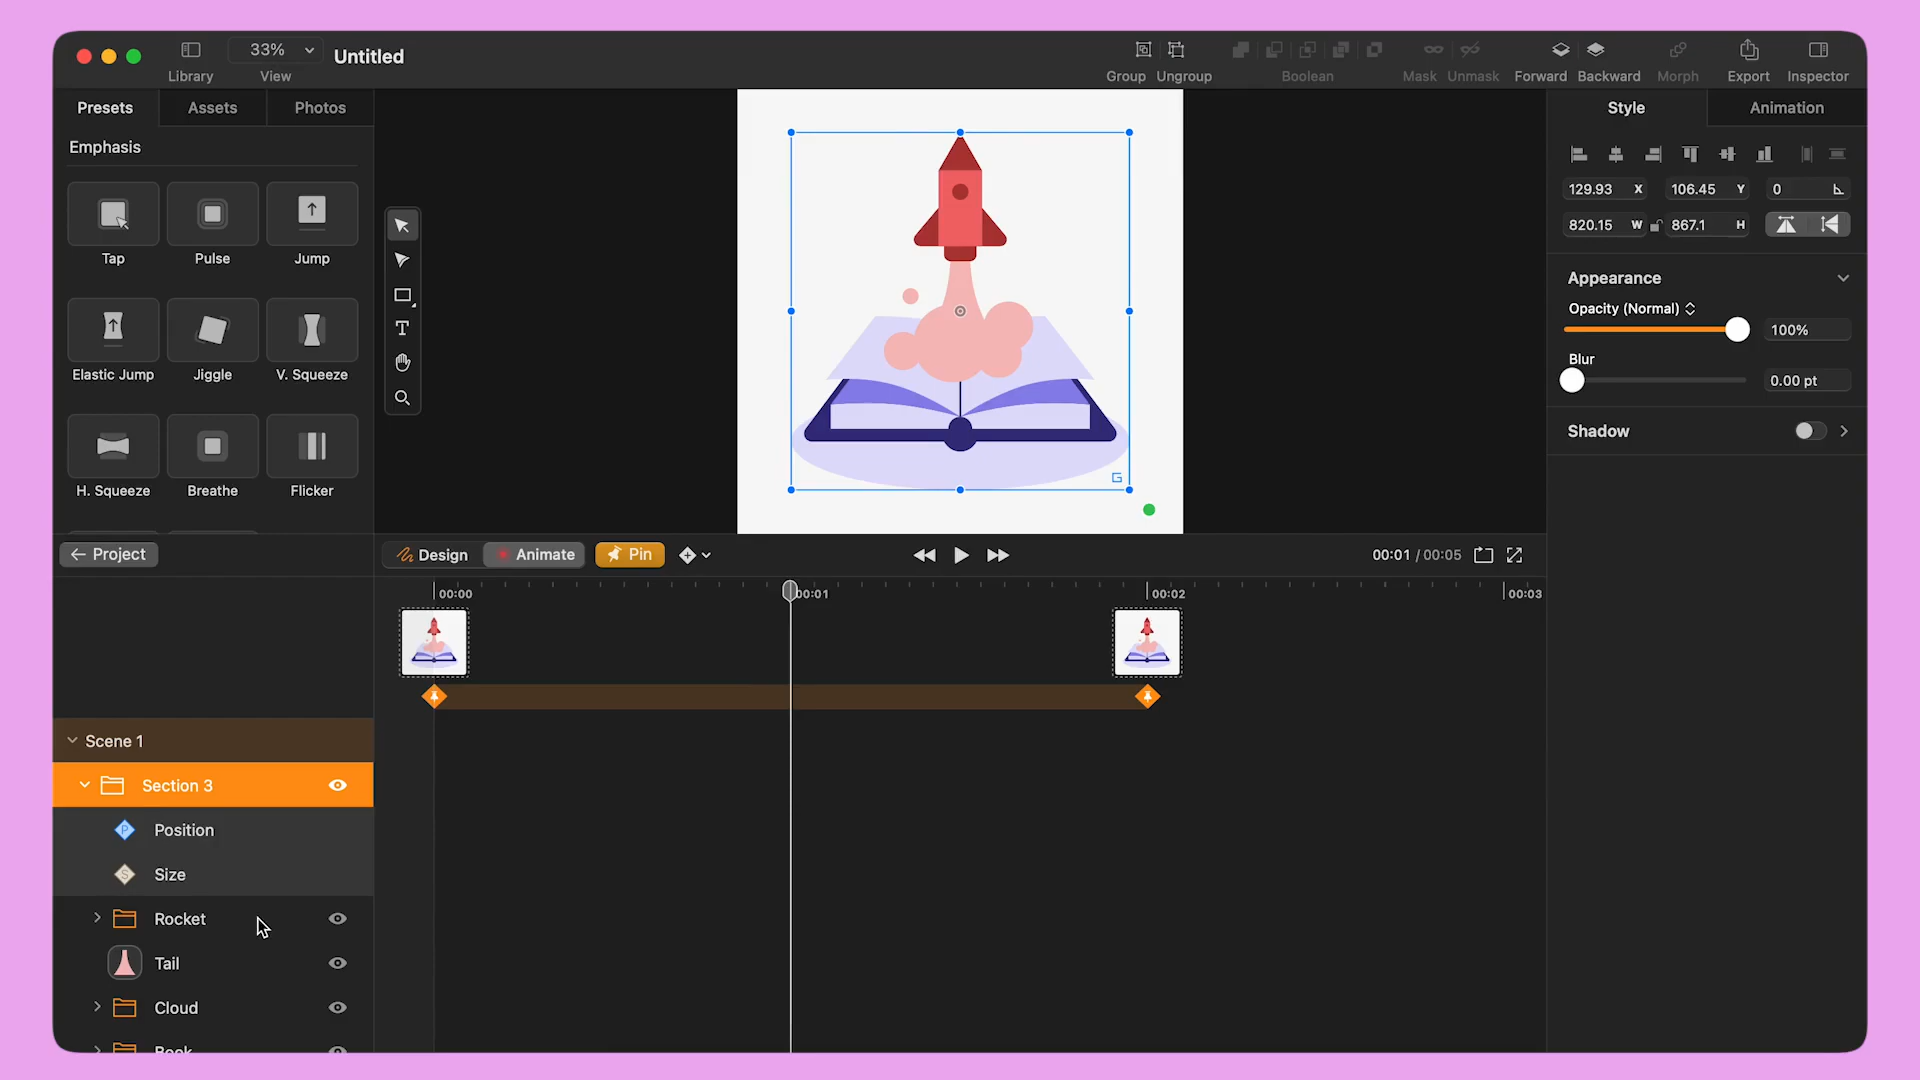 33%
Untitled
Library
View
Group
Ungroup
Boolean
Mask
Unmask
Forward
Backward
Morph
Export
Inspector
Presets
Assets
Photos
Emphasis
Tap
Pulse
Jump
Elastic Jump
Jiggle
V. Squeeze
H. Squeeze
Breathe
Flicker
T
G
Style
Animation
129.93 X
106.45 Y
0
820.15 W
867.1 H
Appearance
Opacity (Normal)
100%
Blur
0.00 pt
Shadow
Project
Design
Animate
Pin
00:01 / 00:05
00:00
00:01
00:02
00:03
Scene 1
Section 3
P Position
S Size
Rocket
Tail
Cloud
Book